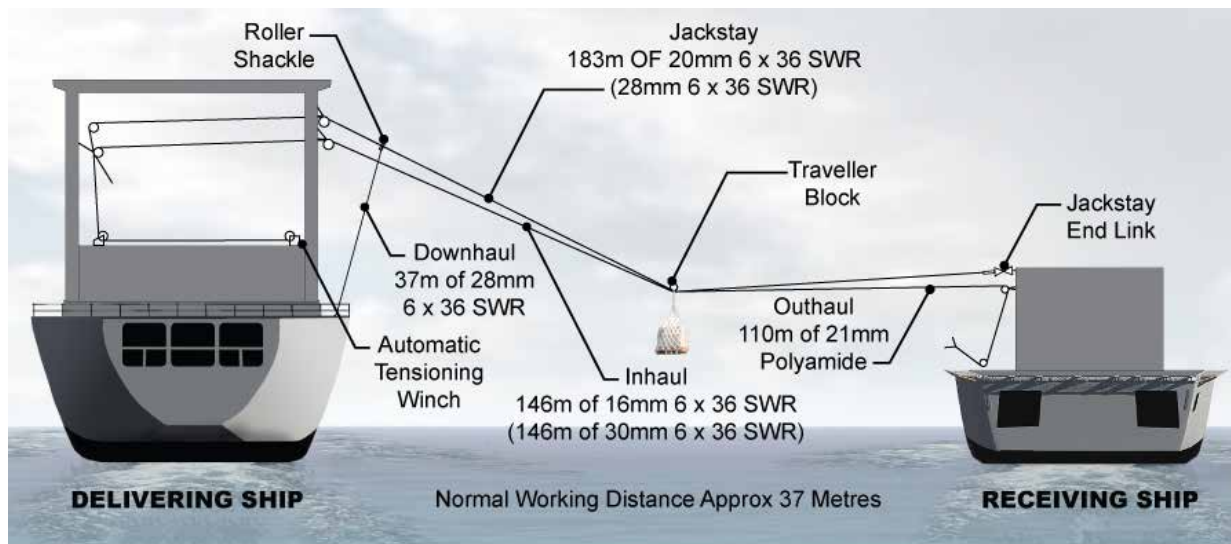 Roller
Shackle
Jackstay
183m OF 20mm 6 x 36 SWR
(28mm 6 x 36 SWR)
Traveller
Block
Jackstay
End Link
Downhaul
37m of 28mm
6 x 36 SWR
Outhaul
110m of 21mm
Polyamide
Automatic
Tensioning
Winch
Inhaul
146m of 16mm 6 x 36 SWR
(146m of 30mm 6 x 36 SWR)
DELIVERING SHIP
Normal Working Distance Approx 37 Metres
RECEIVING SHIP